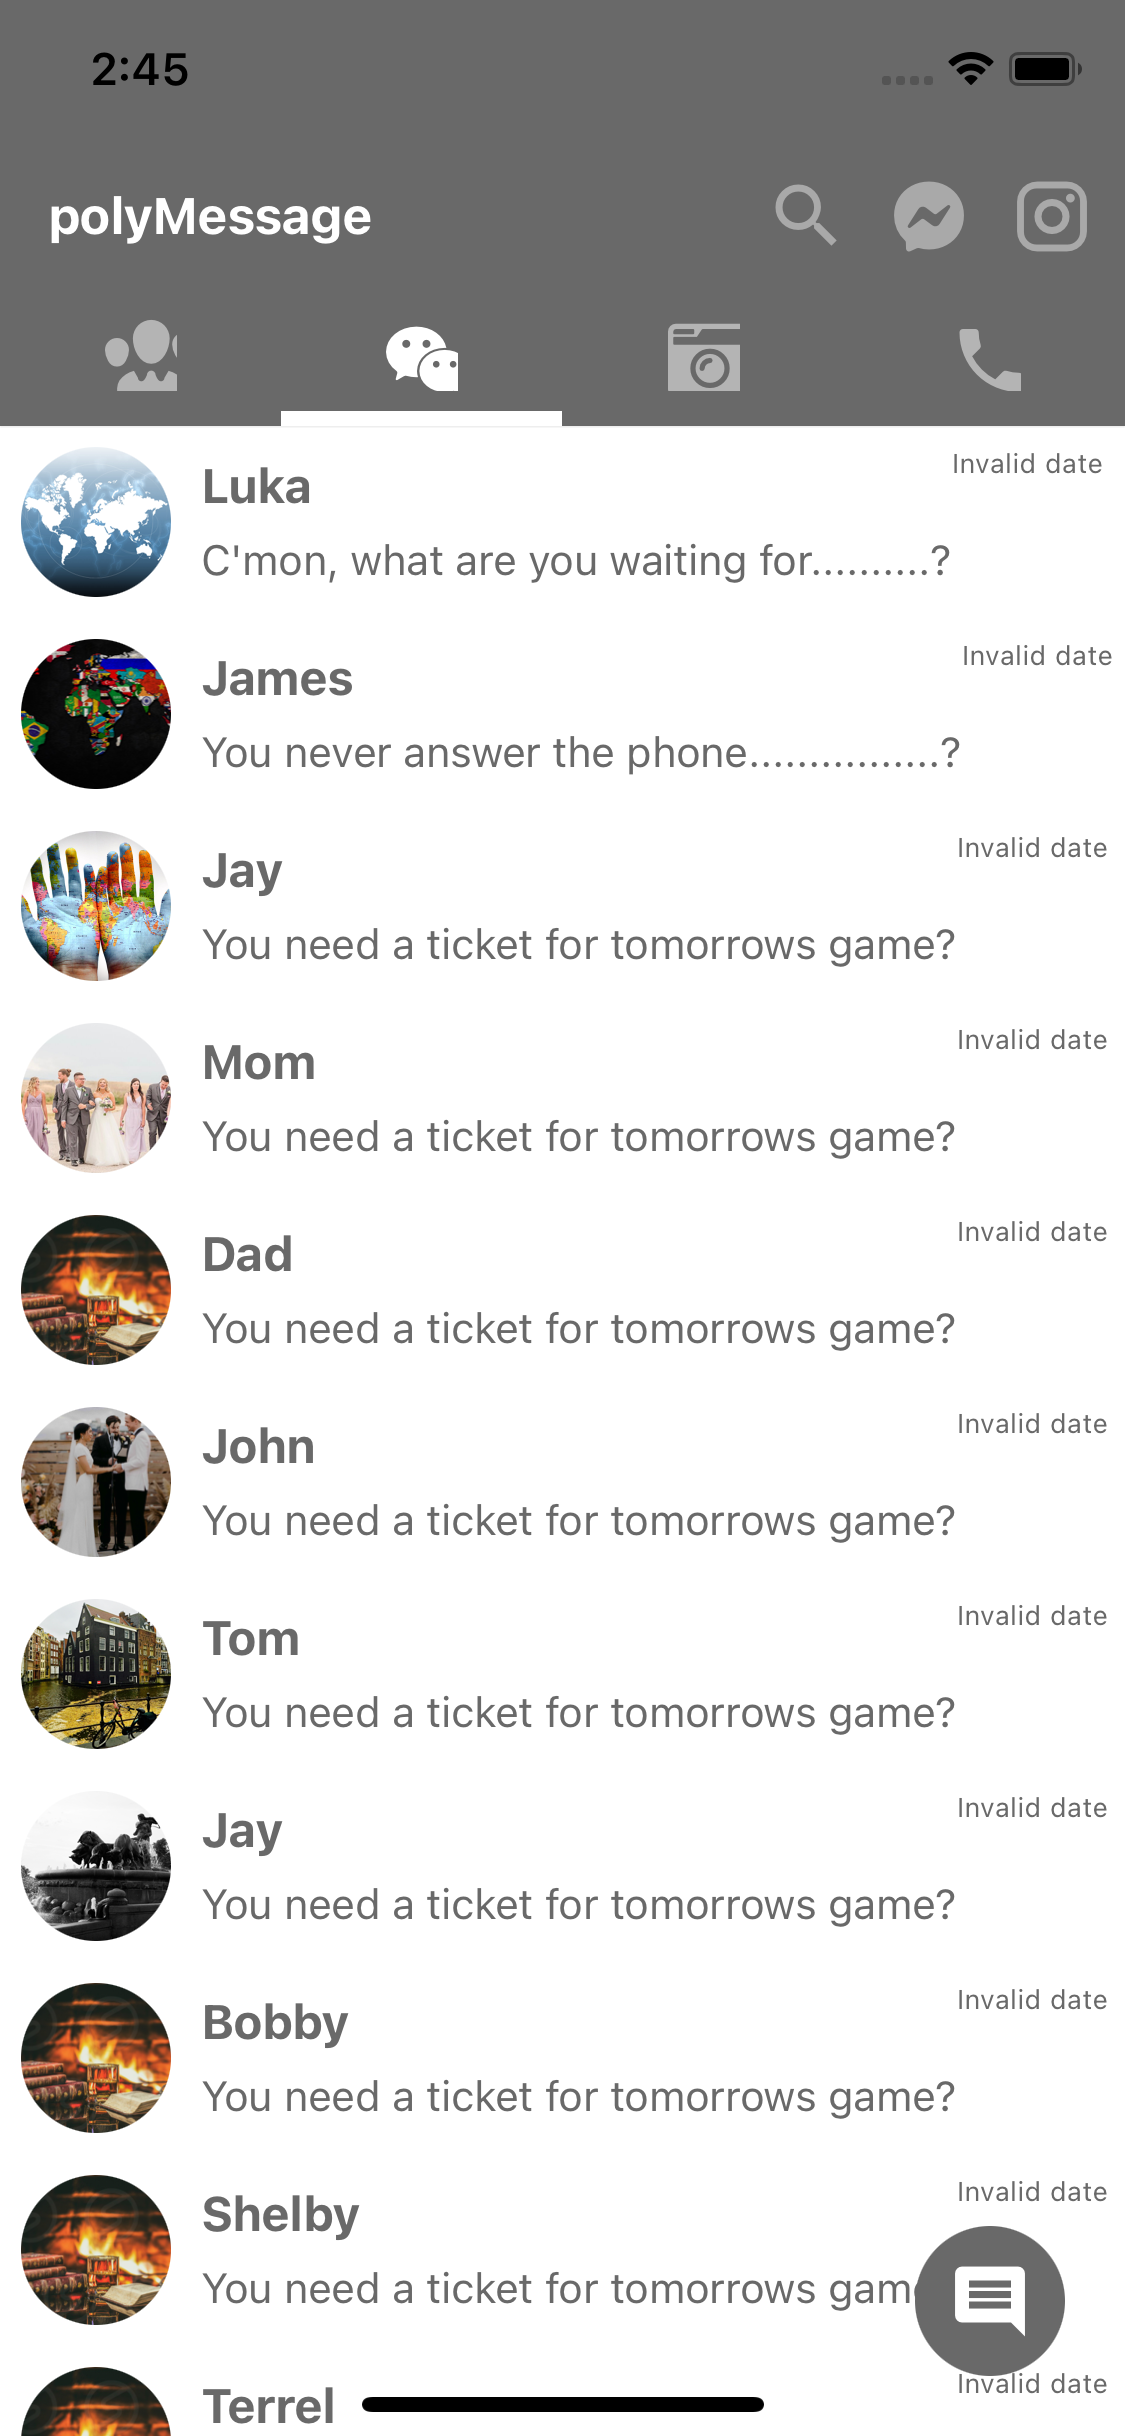 2:45
polyMessage
Luka
Invalid date
C'mon, what are you waiting for..........?
James
Invalid date
You never answer the phone................?
Jay
Invalid date
You need a ticket for tomorrows game?
Mom
Invalid date
You need a ticket for tomorrows game?
Dad
Invalid date
You need a ticket for tomorrows game?
John
Invalid date
You need a ticket for tomorrows game?
Tom
Invalid date
You need a ticket for tomorrows game?
Jay
Invalid date
You need a ticket for tomorrows game?
Bobby
Invalid date
You need a ticket for tomorrows game?
Shelby
Invalid date
You need a ticket for tomorrows gam
Terrel
Invalid date